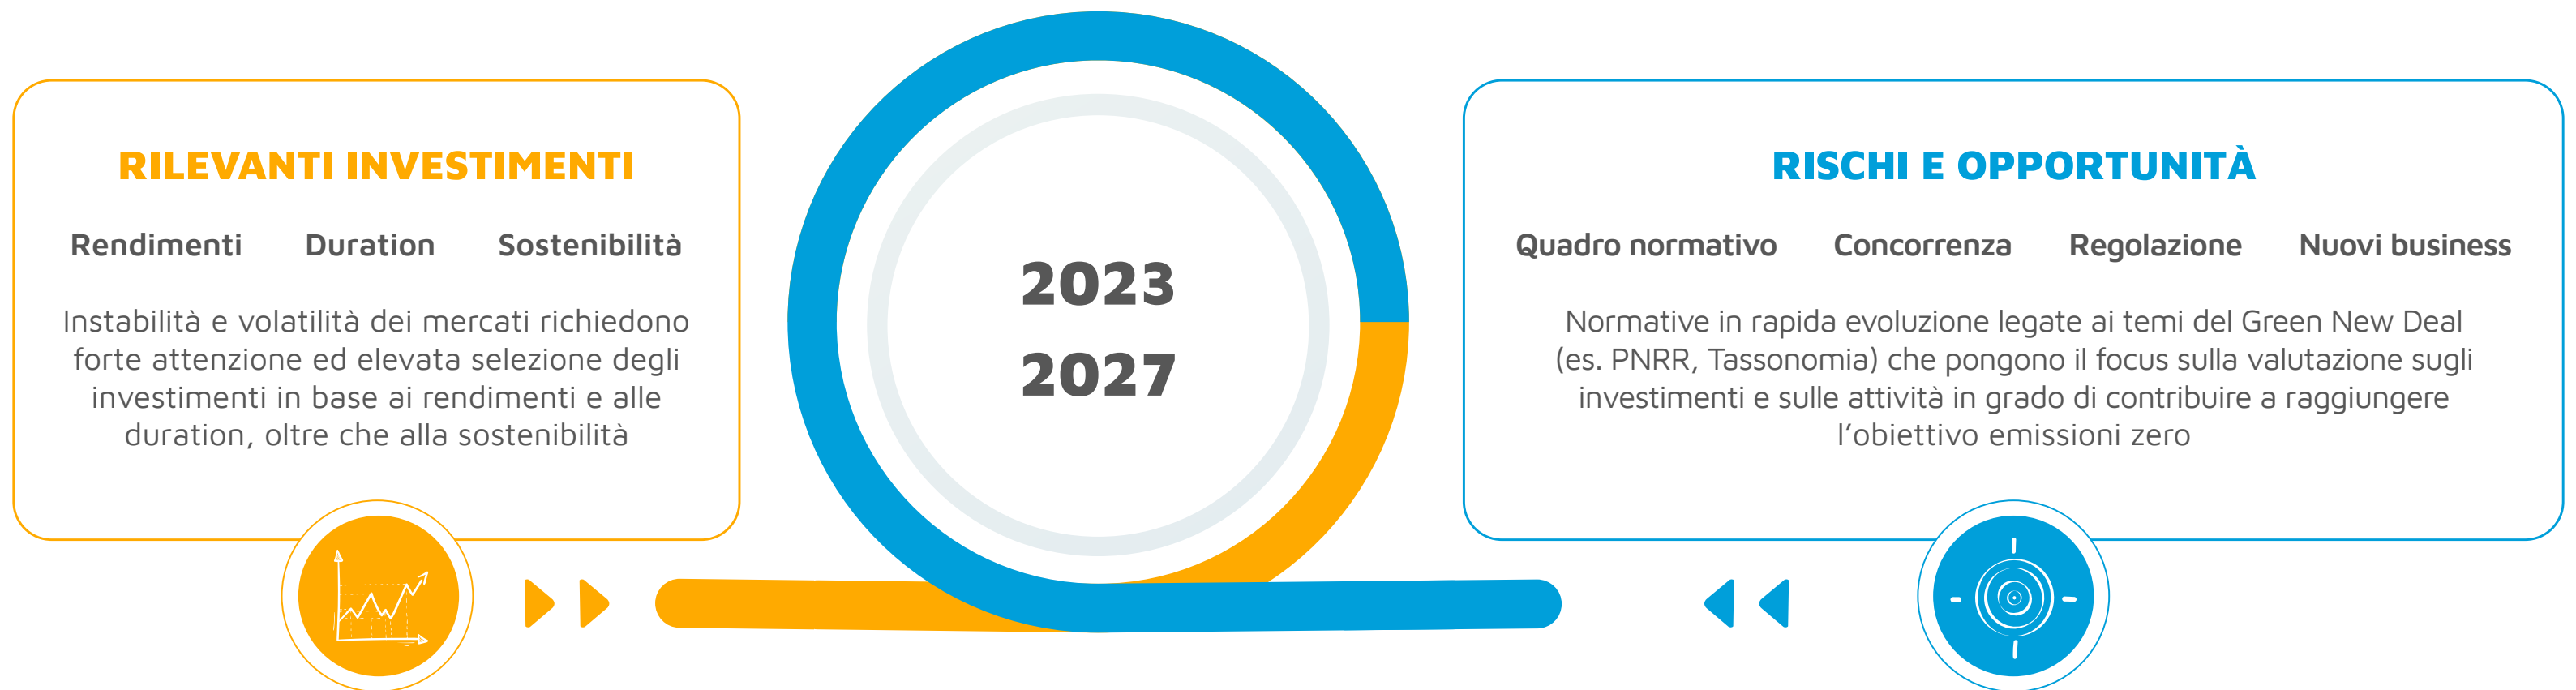 RILEVANTI INVESTIMENTI
Rendimenti Duration Sostenibilità
Instabilità e volatilità dei mercati richiedono
forte attenzione ed elevata selezione degli
investimenti in base ai rendimenti e alle
duration, oltre che alla sostenibilità
2023
2027
RISCHI E OPPORTUNITÀ
Quadro normativo Concorrenza Regolazione Nuovi business
Normative in rapida evoluzione legate ai temi del Green New Deal
(es. PNRR, Tassonomia) che pongono il focus sulla valutazione sugli
investimenti e sulle attività in grado di contribuire a raggiungere
l’obiettivo emissioni zero